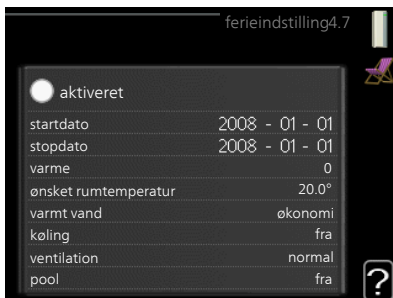 ferieindstilling4.7
aktiveret
startdato 2008 - 01 - 01
stopdato 2008 - 01 - 01
varme 0
ønsket rumtemperatur 20.0°
varmt vand økonomi
køling fra
ventilation normal
pool fra
?